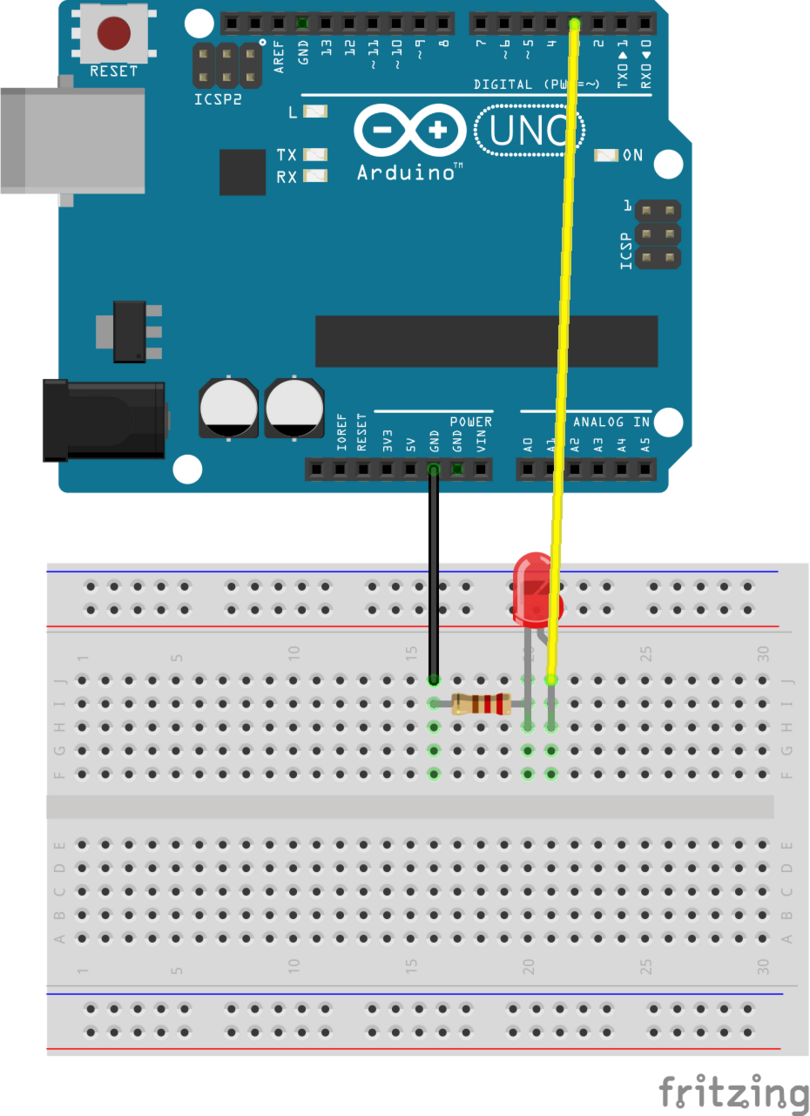 RESET
ICSP2
AREF
GND
13
12
~11
~10
~9
8
7
~6
~5
4
2
TX0 1
RX0 0
DIGITAL (PW =~)
L
TX
RX
UNO
Arduino™
ON
1
ICSP
POWER
ANALOG IN
IOREF
RESET
3V3
5V
GND
GND
VIN
A0
A1
A2
A3
A4
A5
1 5 10 15 20 25 30
J J
I I
H H
G G
F F
E E
D D
C C
B B
A A
1 5 10 15 20 25 30
fritzing